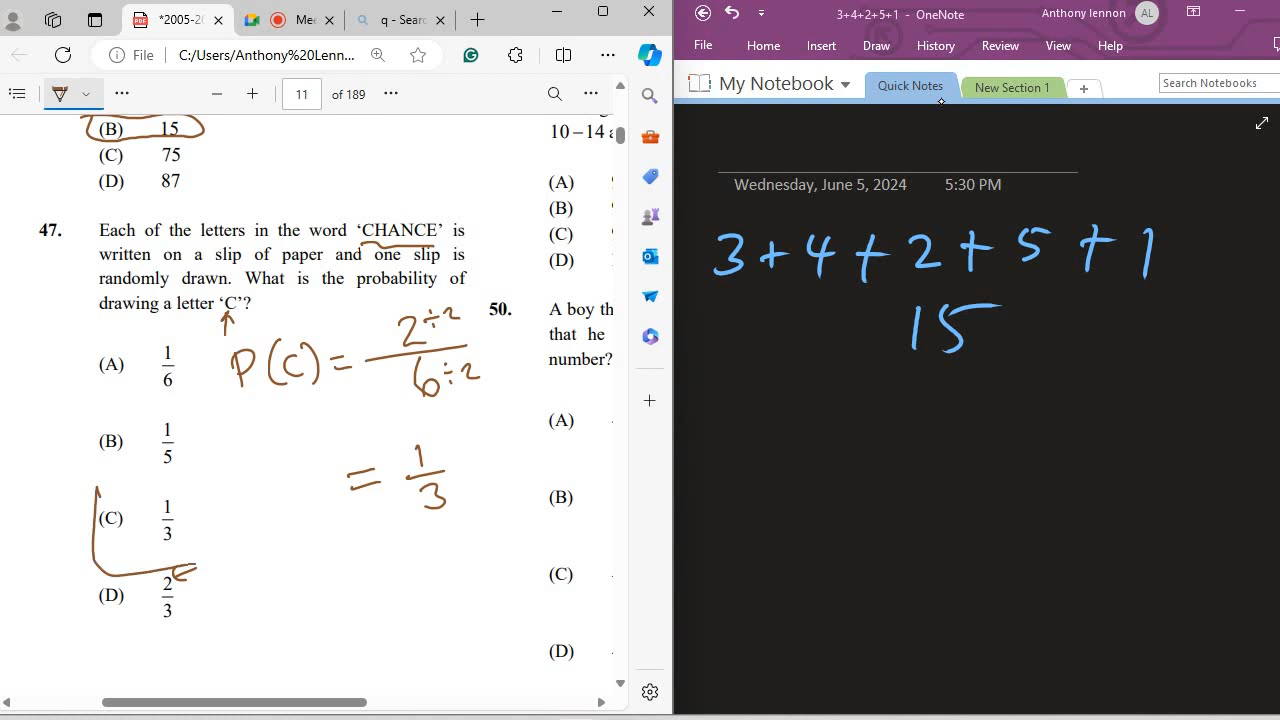 *2005-20
Mee
q - Sear
File
C:/Users/Anthony%20Lenn...
11 of 189
(B) 15
(C) 75
(D) 87
47. Each of the letters in the word ‘CHANCE’ is
written on a slip of paper and one slip is
randomly drawn. What is the probability of
drawing a letter ‘C’?
P(C) = 2÷2 / 6÷2
= 1/3
(A) 1/6
(B) 1/5
(C) 1/3
(D) 2/3
10–14
(A)
(B)
(C)
(D)
50. A boy th
that he
number?
(A)
(B)
(C)
(D)
3+4+2+5+1 - OneNote
Anthony lennon AL
File Home Insert Draw History Review View Help
My Notebook
Quick Notes
New Section 1
Search Notebooks
Wednesday, June 5, 2024 5:30 PM
3 + 4 + 2 + 5 + 1
15